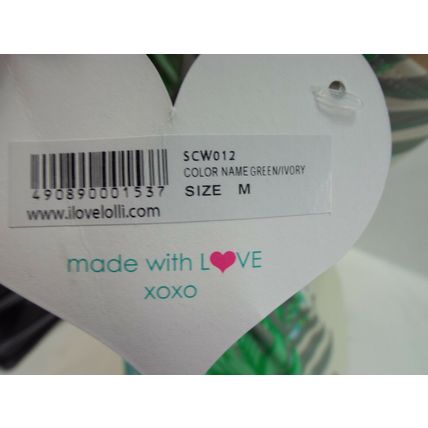 SCW012
COLOR NAME GREEN/IVORY
SIZE M
490890001537
www.ilovelolli.com
made with LOVE
xoxo